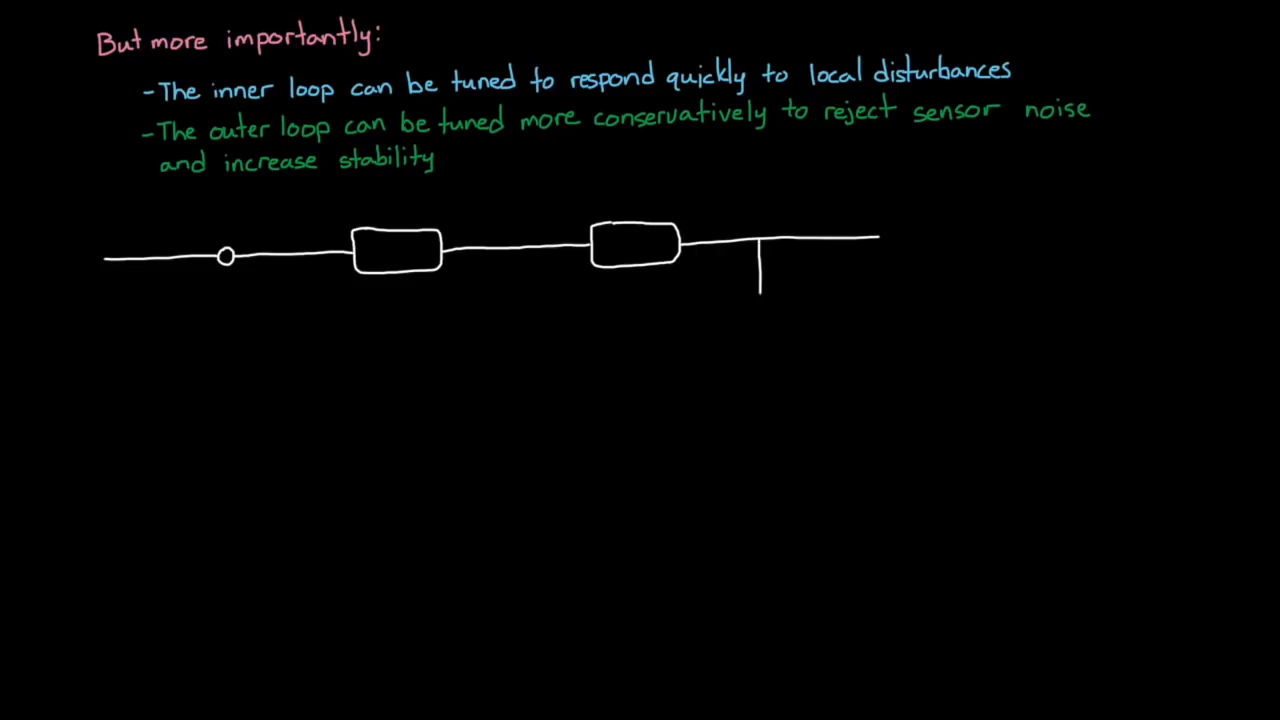 But more importantly:
-The inner loop can be tuned to respond quickly to local disturbances
-The outer loop can be tuned more conservatively to reject sensor noise
and increase stability